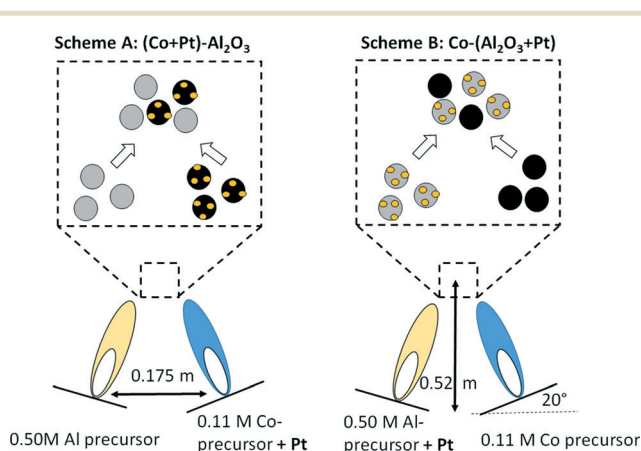 Scheme A: (Co+Pt)-Al₂O₃
Scheme B: Co-(Al₂O₃+Pt)
0.175 m
0.52 m
20°
0.50M Al precursor
0.11 M Co-
precursor + Pt
0.50 M Al-
precursor + Pt
0.11 M Co precursor